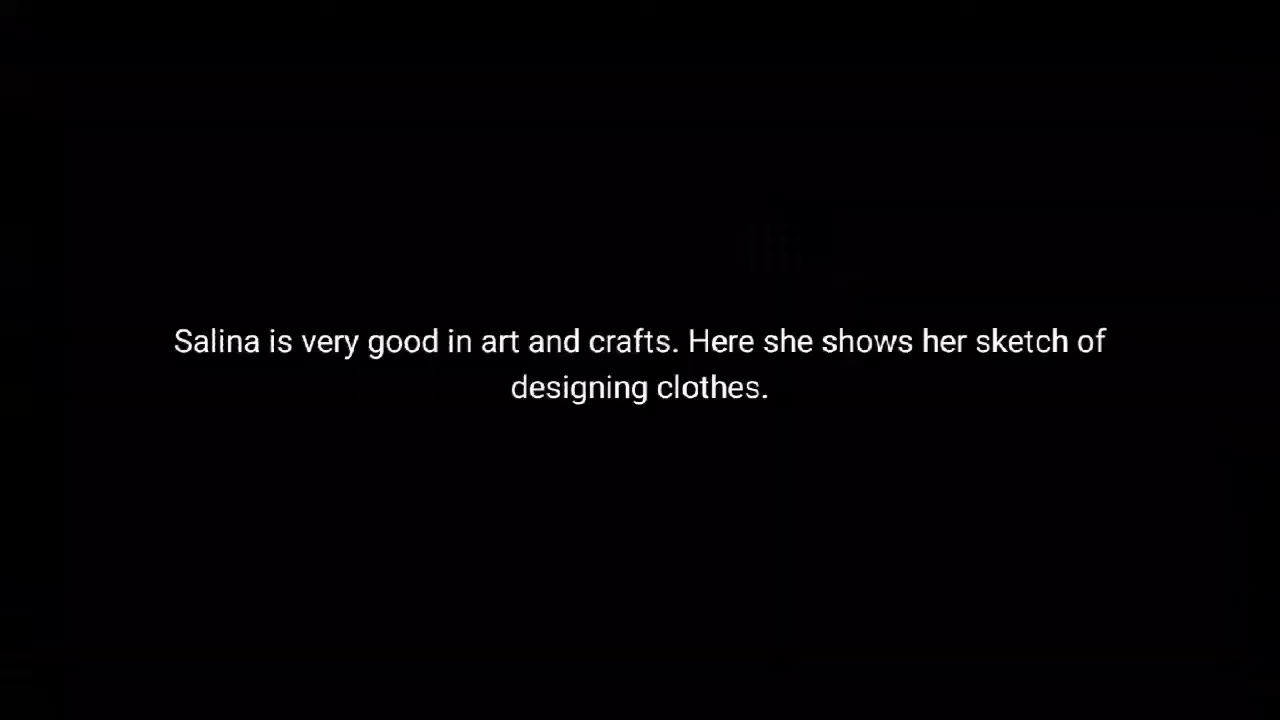 Salina is very good in art and crafts. Here she shows her sketch of
designing clothes.